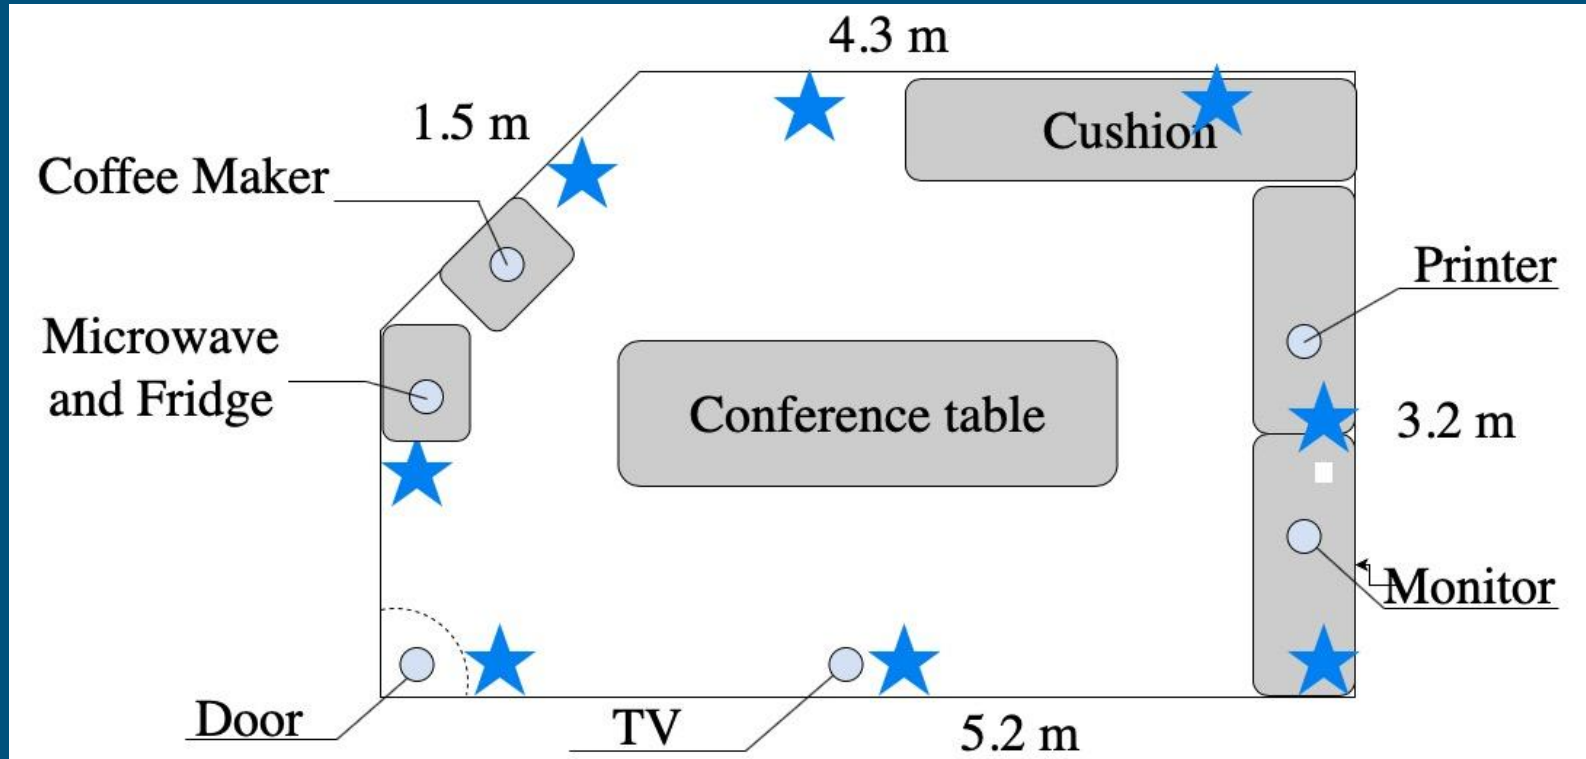 4.3 m
1.5 m
Cushion
Coffee Maker
Printer
Microwave
and Fridge
Conference table
3.2 m
Monitor
Door
TV
5.2 m